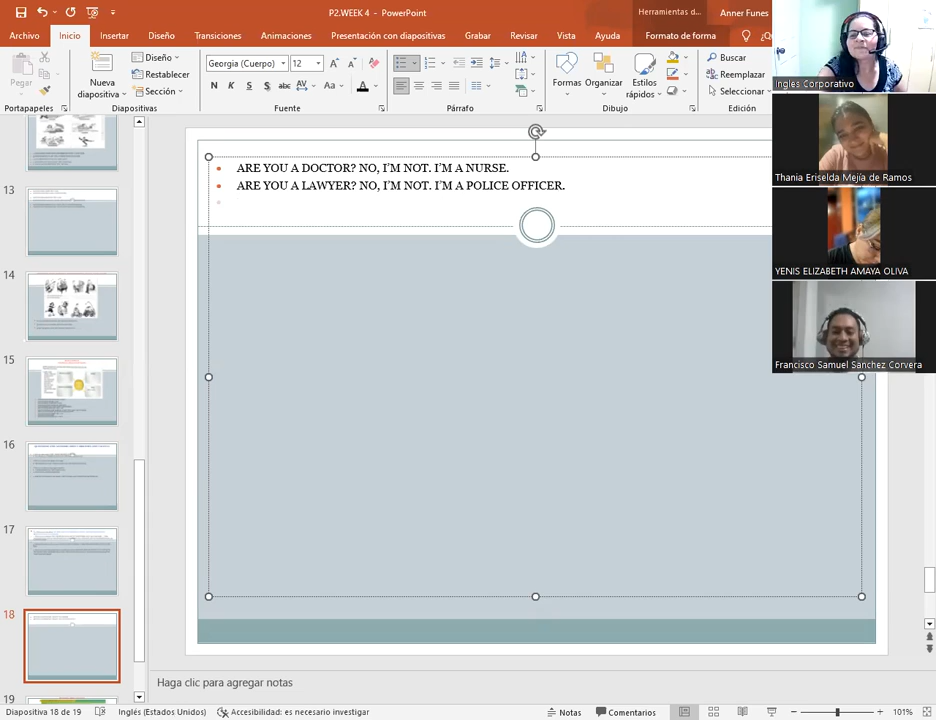 P2.WEEK 4 - PowerPoint
Herramientas d...
Anner Funes
Archivo Inicio Insertar Diseño Transiciones Animaciones Presentación con diapositivas Grabar Revisar Vista Ayuda Formato de forma
Pegar
Nueva diapositiva
Diseño
Restablecer
Sección
Georgia (Cuerpo) 12
N K S S abc AV Aa A
Formas Organizar Estilos rápidos
Buscar
Reemplazar
Seleccionar
Portapapeles Diapositivas Fuente Párrafo Dibujo Edición
Ingles Corporativo
Thania Eriselda Mejía de Ramos
YENIS ELIZABETH AMAYA OLIVA
Francisco Samuel Sanchez Corvera
13
14
15
16
17
18
19
• ARE YOU A DOCTOR? NO, I'M NOT. I'M A NURSE.
• ARE YOU A LAWYER? NO, I'M NOT. I'M A POLICE OFFICER.
Haga clic para agregar notas
Diapositiva 18 de 19 Inglés (Estados Unidos) Accesibilidad: es necesario investigar Notas Comentarios 101%